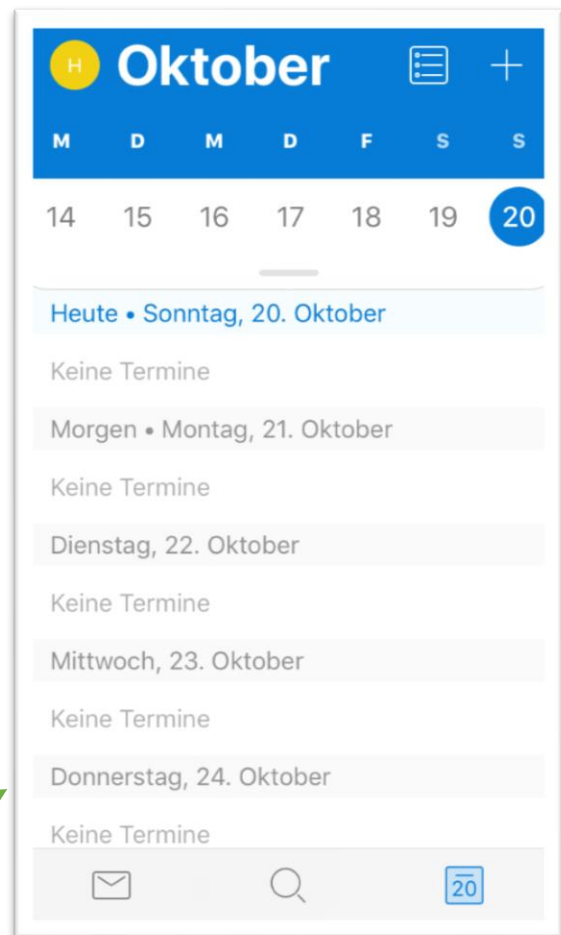 H Oktober
M D M D F S S
14 15 16 17 18 19 20
Heute • Sonntag, 20. Oktober
Keine Termine
Morgen • Montag, 21. Oktober
Keine Termine
Dienstag, 22. Oktober
Keine Termine
Mittwoch, 23. Oktober
Keine Termine
Donnerstag, 24. Oktober
Keine Termine
20